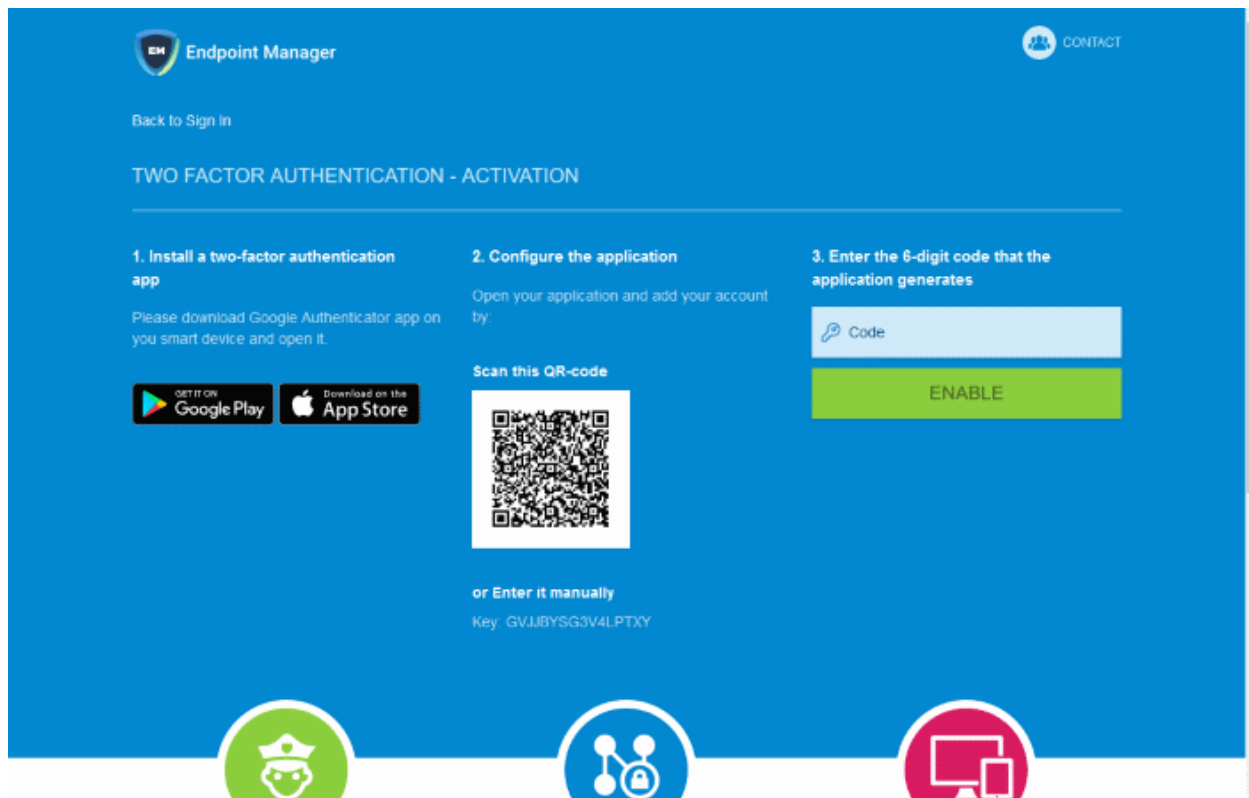 EM Endpoint Manager
CONTACT
Back to Sign In
TWO FACTOR AUTHENTICATION - ACTIVATION
1. Install a two-factor authentication
app
Please download Google Authenticator app on
you smart device and open it.
GET IT ON
Google Play
Download on the
App Store
2. Configure the application
Open your application and add your account
by:
Scan this QR-code
or Enter it manually
Key: GVJJBYSG3V4LPTXY
3. Enter the 6-digit code that the
application generates
Code
ENABLE